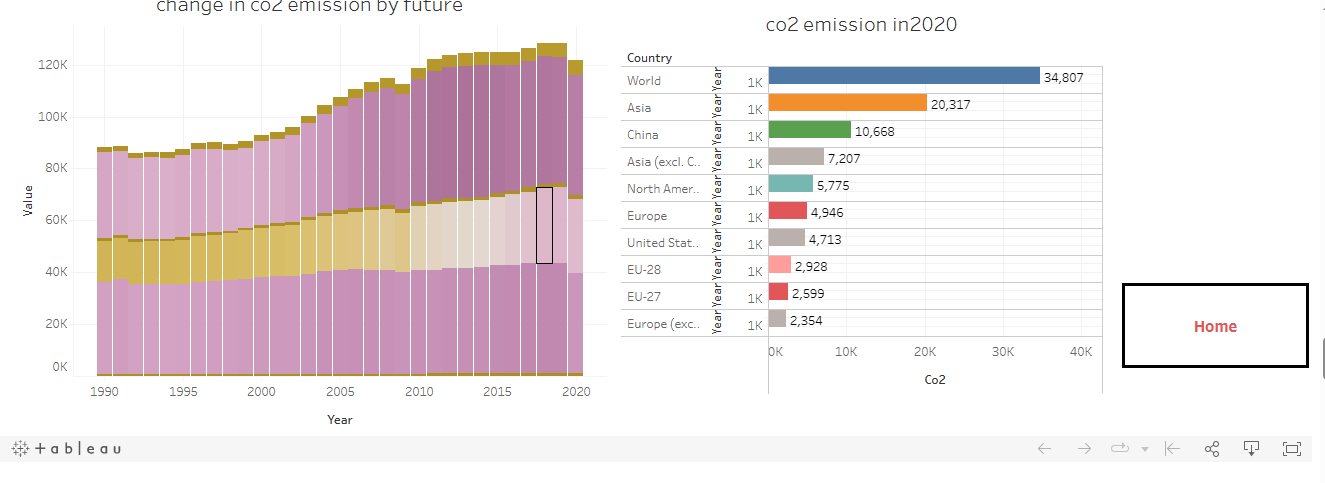 change in co2 emission by future
120K
100K
80K
60K
40K
20K
0K
Value
1990 1995 2000 2005 2010 2015 2020
Year
co2 emission in2020
Country
World Year 1K 34,807
Asia Year 1K 20,317
China Year 1K 10,668
Asia (excl. C.. Year 1K 7,207
North Amer.. Year 1K 5,775
Europe Year 1K 4,946
United Stat.. Year 1K 4,713
EU-28 Year 1K 2,928
EU-27 Year 1K 2,599
Europe (exc.. Year 1K 2,354
0K 10K 20K 30K 40K
Co2
Home
+ a b | e a u